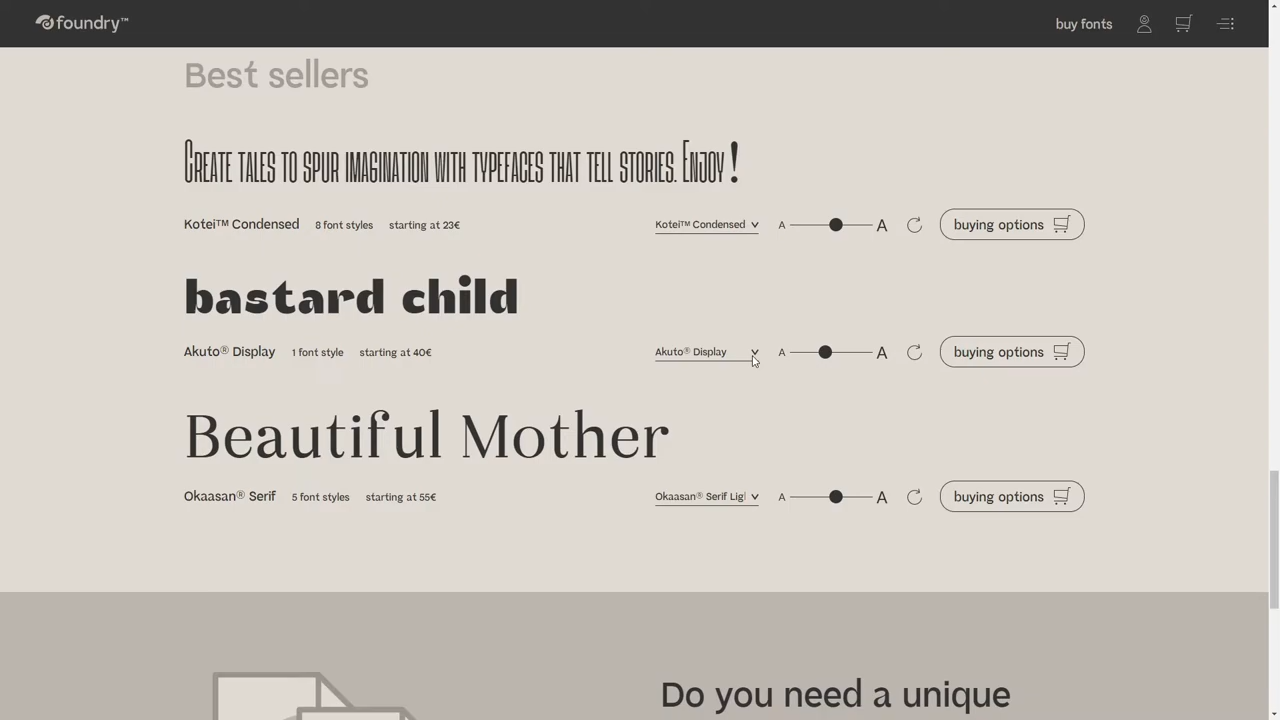 foundry™
buy fonts
Best sellers
Create tales to spur imagination with typefaces that tell stories. Enjoy!
Kotei™ Condensed 8 font styles starting at 23€ Kotei™ Condensed A A buying options
bastard child
Akuto® Display 1 font style starting at 40€ Akuto® Display A A buying options
Beautiful Mother
Okaasan® Serif 5 font styles starting at 55€ Okaasan® Serif Lig A A buying options
Do you need a unique